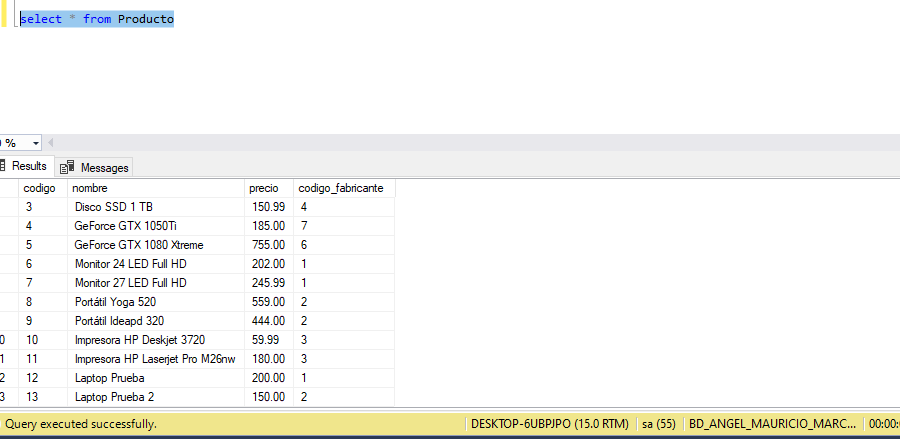 select * from Producto
%
Results Messages
codigo nombre precio codigo_fabricante
3 Disco SSD 1 TB 150.99 4
4 GeForce GTX 1050Ti 185.00 7
5 GeForce GTX 1080 Xtreme 755.00 6
6 Monitor 24 LED Full HD 202.00 1
7 Monitor 27 LED Full HD 245.99 1
8 Portátil Yoga 520 559.00 2
9 Portátil Ideapd 320 444.00 2
0 10 Impresora HP Deskjet 3720 59.99 3
1 11 Impresora HP Laserjet Pro M26nw 180.00 3
2 12 Laptop Prueba 200.00 1
3 13 Laptop Prueba 2 150.00 2
Query executed successfully. DESKTOP-6UBPJPO (15.0 RTM) sa (55) BD_ANGEL_MAURICIO_MARC... 00:00: